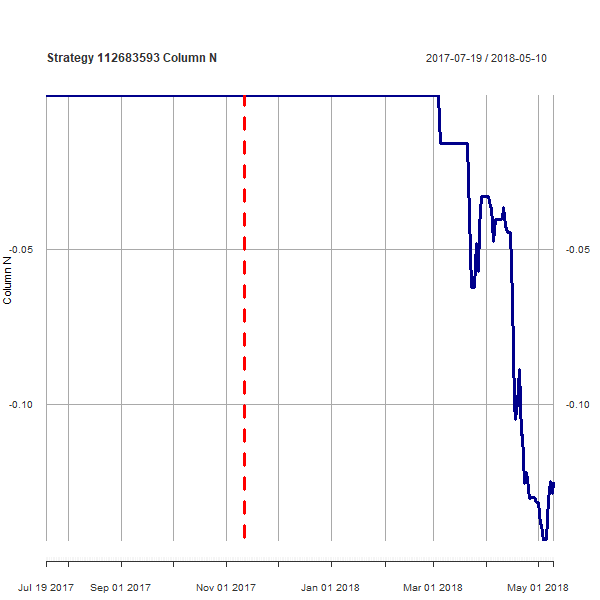 Strategy 112683593 Column N
2017-07-19 / 2018-05-10
Column N
-0.05
-0.05
-0.10
-0.10
Jul 19 2017
Sep 01 2017
Nov 01 2017
Jan 01 2018
Mar 01 2018
May 01 2018